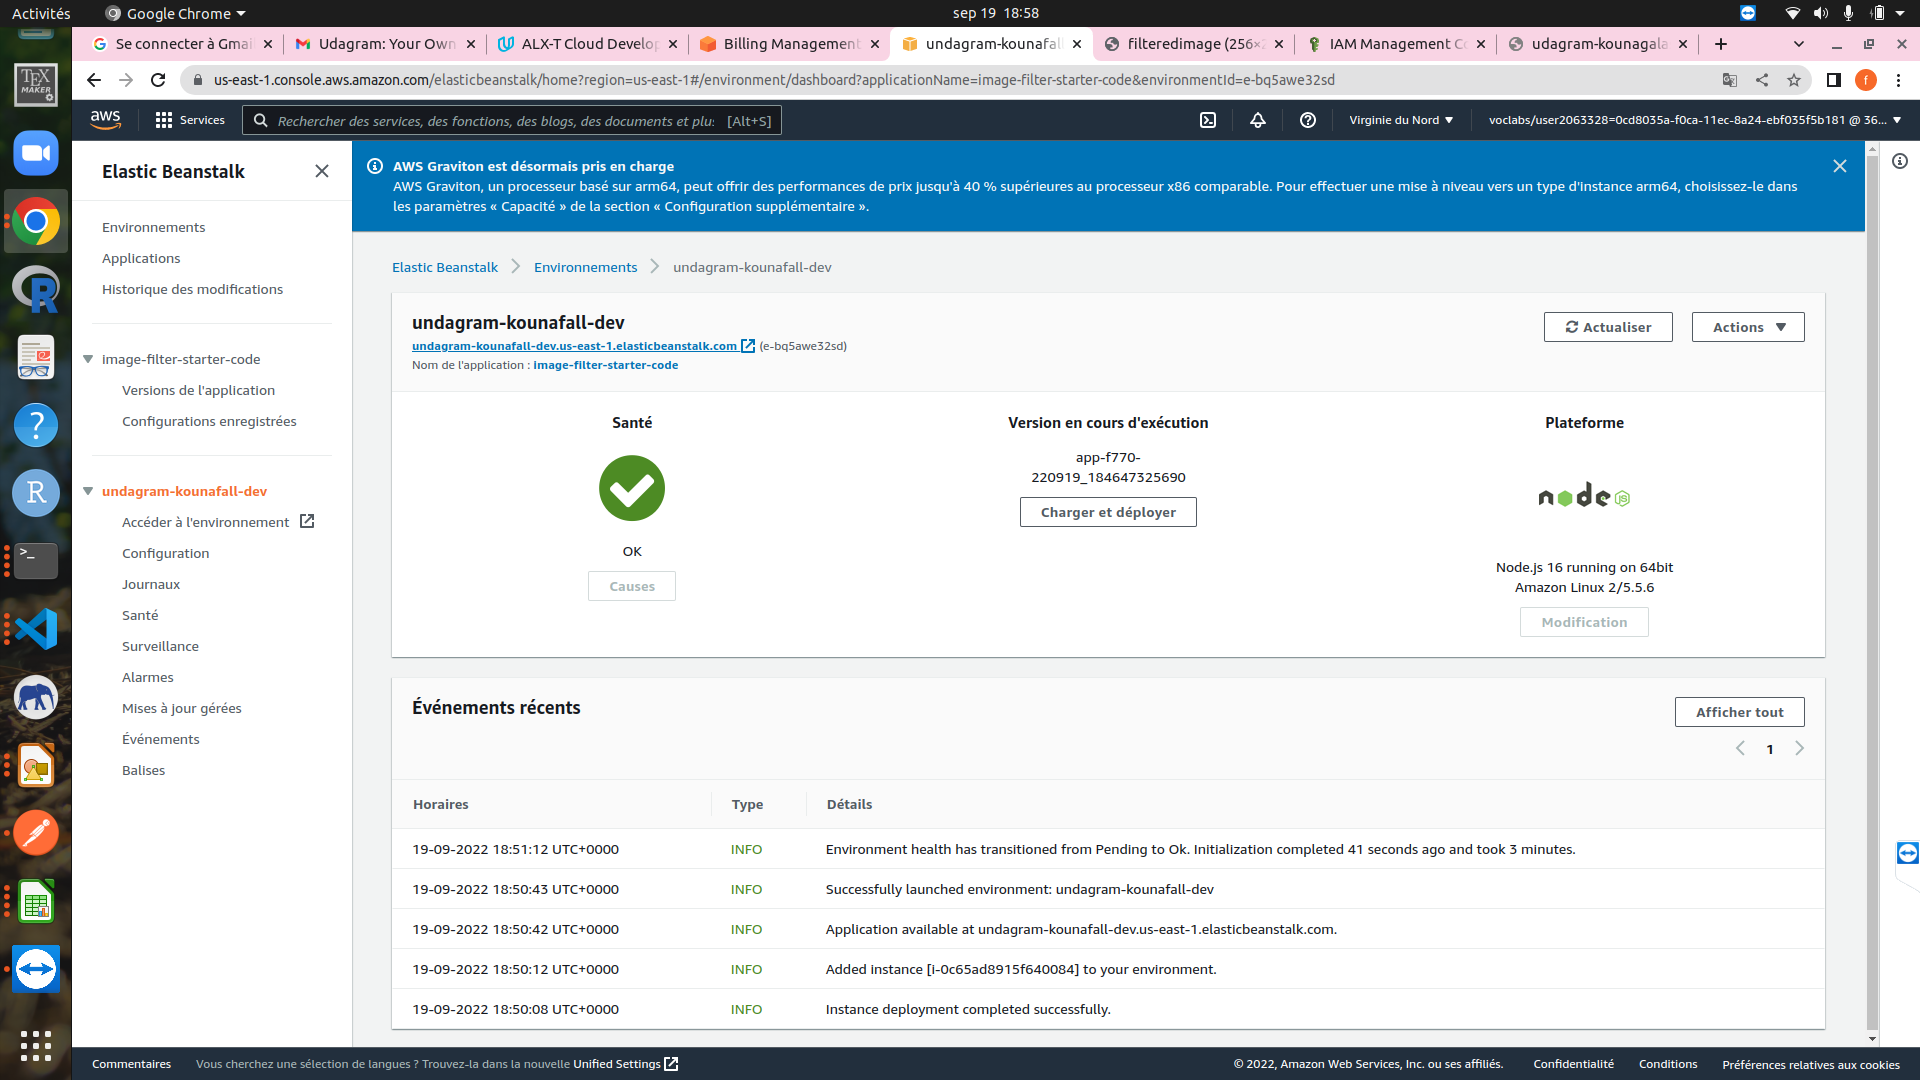 Activités
Google Chrome
sep 19 18:58
Se connecter à Gmai
Udagram: Your Own
ALX-T Cloud Develop
Billing Management
undagram-kounafall
filteredimage (256×2
IAM Management Co
udagram-kounagala
us-east-1.console.aws.amazon.com/elasticbeanstalk/home?region=us-east-1#/environment/dashboard?applicationName=image-filter-starter-code&environmentId=e-bq5awe32sd
f
aws
Services
Rechercher des services, des fonctions, des blogs, des documents et plus
[Alt+S]
Virginie du Nord
voclabs/user2063328=0cd8035a-f0ca-11ec-8a24-ebf035f5b181 @ 36...
TEX
MAKER
Elastic Beanstalk
Environnements
Applications
Historique des modifications
image-filter-starter-code
Versions de l'application
Configurations enregistrées
undagram-kounafall-dev
Accéder à l'environnement
Configuration
Journaux
Santé
Surveillance
Alarmes
Mises à jour gérées
Événements
Balises
AWS Graviton est désormais pris en charge
AWS Graviton, un processeur basé sur arm64, peut offrir des performances de prix jusqu'à 40 % supérieures au processeur x86 comparable. Pour effectuer une mise à niveau vers un type d'instance arm64, choisissez-le dans
les paramètres « Capacité » de la section « Configuration supplémentaire ».
Elastic Beanstalk
Environnements
undagram-kounafall-dev
undagram-kounafall-dev
undagram-kounafall-dev.us-east-1.elasticbeanstalk.com (e-bq5awe32sd)
Nom de l'application : image-filter-starter-code
Actualiser
Actions
Santé
OK
Causes
Version en cours d'exécution
app-f770-
220919_184647325690
Charger et déployer
Plateforme
node
JS
Node.js 16 running on 64bit
Amazon Linux 2/5.5.6
Modification
Événements récents
Afficher tout
1
Horaires Type Détails
19-09-2022 18:51:12 UTC+0000 INFO Environment health has transitioned from Pending to Ok. Initialization completed 41 seconds ago and took 3 minutes.
19-09-2022 18:50:43 UTC+0000 INFO Successfully launched environment: undagram-kounafall-dev
19-09-2022 18:50:42 UTC+0000 INFO Application available at undagram-kounafall-dev.us-east-1.elasticbeanstalk.com.
19-09-2022 18:50:12 UTC+0000 INFO Added instance [i-0c65ad8915f640084] to your environment.
19-09-2022 18:50:08 UTC+0000 INFO Instance deployment completed successfully.
Commentaires
Vous cherchez une sélection de langues ? Trouvez-la dans la nouvelle Unified Settings
© 2022, Amazon Web Services, Inc. ou ses affiliés.
Confidentialité
Conditions
Préférences relatives aux cookies